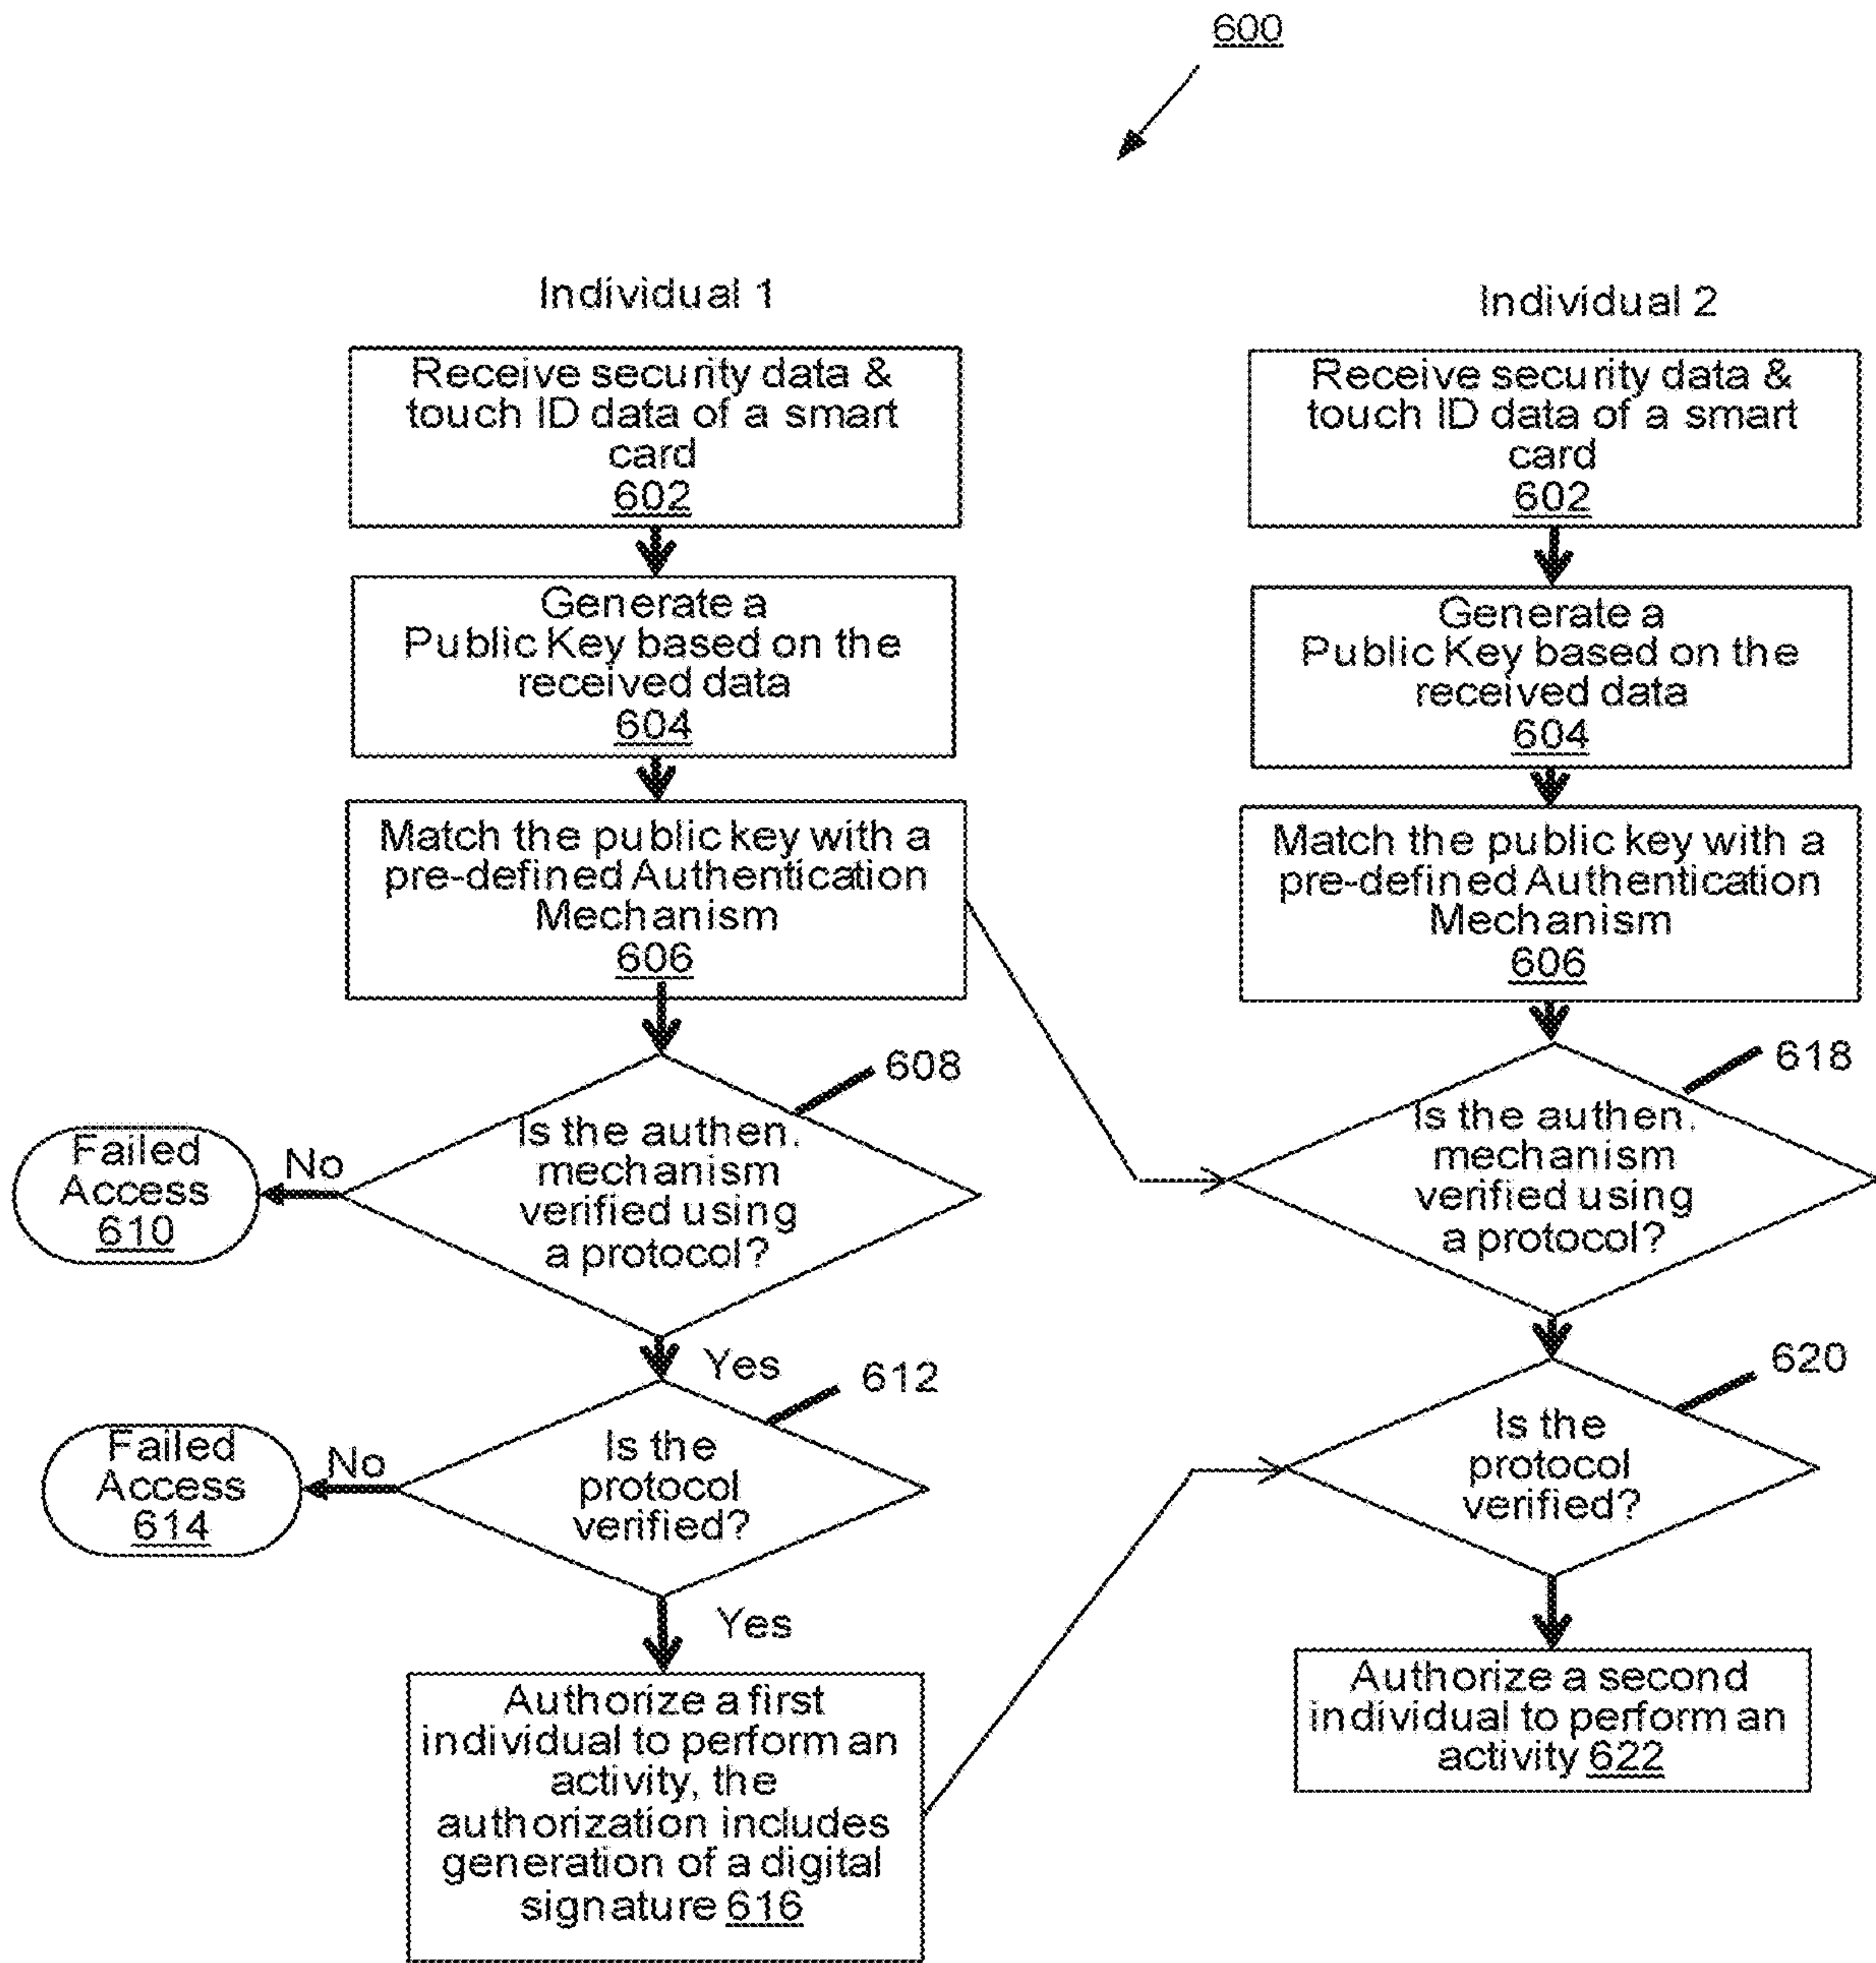 600
Individual 1
Receive security data &
touch ID data of a smart
card
602
Generate a
Public Key based on the
received data
604
Match the public key with a
pre-defined Authentication
Mechanism
606
608
Is the authen.
mechanism
verified using
a protocol?
No
Failed
Access
610
Yes
612
Is the
protocol
verified?
No
Failed
Access
614
Yes
Authorize a first
individual to perform an
activity, the
authorization includes
generation of a digital
signature 616
Individual 2
Receive security data &
touch ID data of a smart
card
602
Generate a
Public Key based on the
received data
604
Match the public key with a
pre-defined Authentication
Mechanism
606
618
Is the authen.
mechanism
verified using
a protocol?
620
Is the
protocol
verified?
Authorize a second
individual to perform an
activity 622